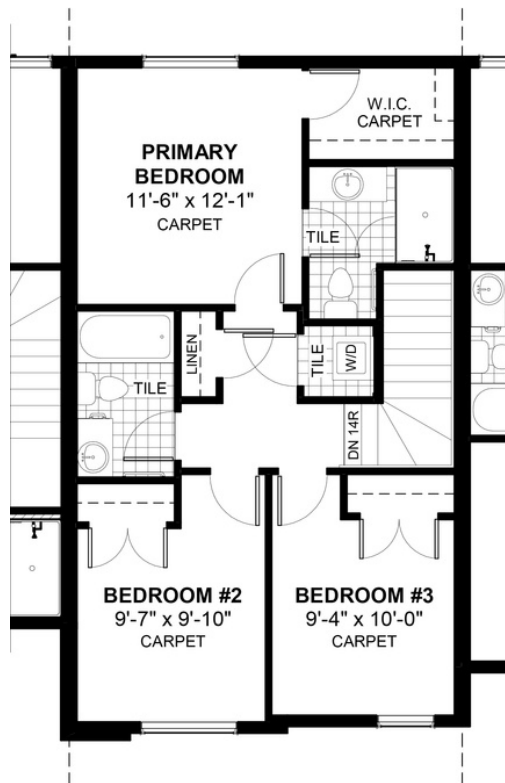 W.I.C.
CARPET
PRIMARY
BEDROOM
11'-6" x 12'-1"
CARPET
TILE
LINEN
TILE
W/D
TILE
DN 14R
BEDROOM #2
9'-7" x 9'-10"
CARPET
BEDROOM #3
9'-4" x 10'-0"
CARPET